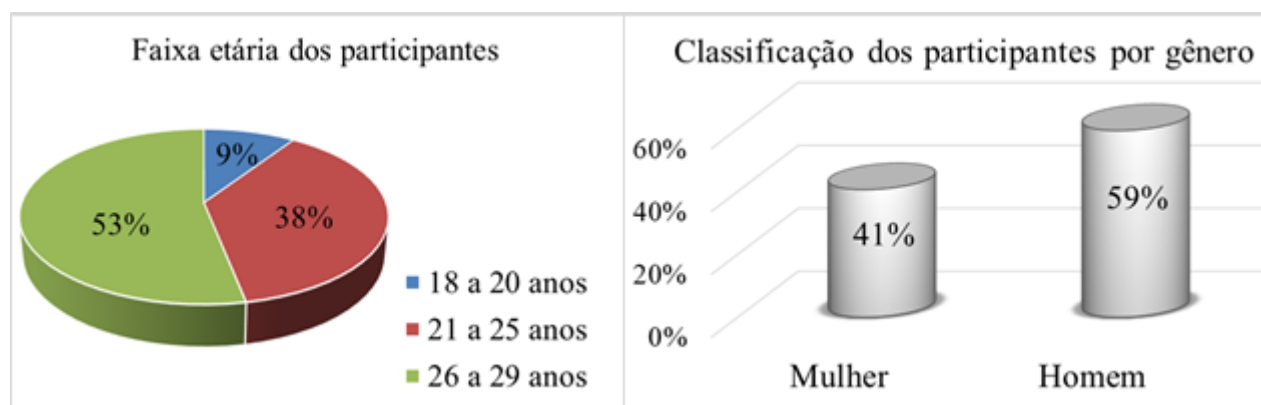 Faixa etária dos participantes
9%
38%
53%
18 a 20 anos
21 a 25 anos
26 a 29 anos
Classificação dos participantes por gênero
60%
40%
20%
0%
41%
59%
Mulher
Homem